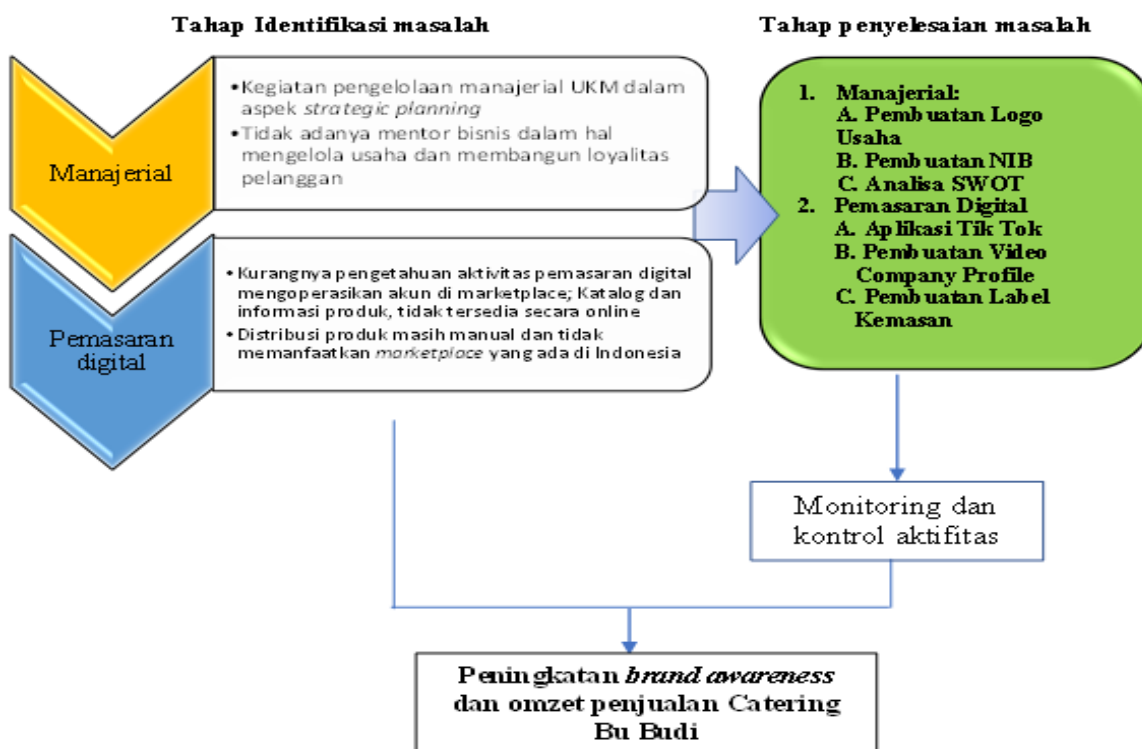 Tahap Identifikasi masalah
Manajerial
•Kegiatan pengelolaan manajerial UKM dalam
aspek strategic planning
•Tidak adanya mentor bisnis dalam hal
mengelola usaha dan membangun loyalitas
pelanggan
Pemasaran
digital
• Kurangnya pengetahuan aktivitas pemasaran digital
mengoperasikan akun di marketplace; Katalog dan
informasi produk, tidak tersedia secara online
• Distribusi produk masih manual dan tidak
memanfaatkan marketplace yang ada di Indonesia
Tahap penyelesaian masalah
1. Manajerial:
A. Pembuatan Logo
Usaha
B. Pembuatan NIB
C. Analisa SWOT
2. Pemasaran Digital
A. Aplikasi Tik Tok
B. Pembuatan Video
Company Profile
C. Pembuatan Label
Kemasan
Monitoring dan
kontrol aktifitas
Peningkatan brand awareness
dan omzet penjualan Catering
Bu Budi